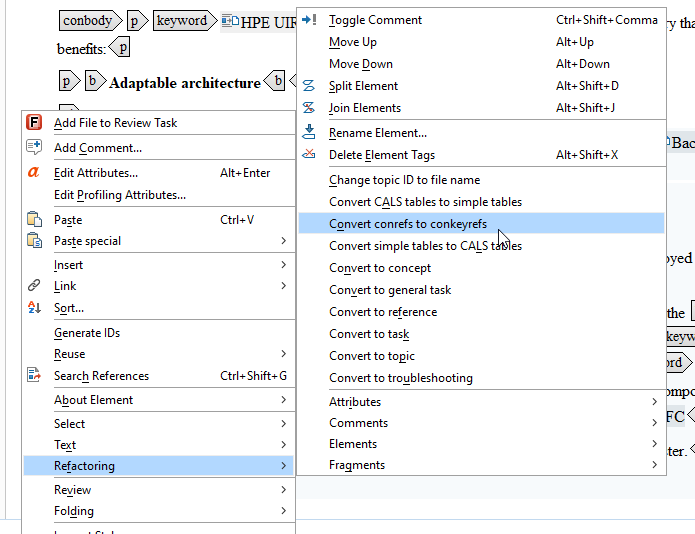 conbody p keyword HPE UIR
benefits: p
p b Adaptable architecture b
Add File to Review Task
Add Comment...
Edit Attributes... Alt+Enter
Edit Profiling Attributes...
Paste Ctrl+V
Paste special
Insert
Link
Sort...
Generate IDs
Reuse
Search References Ctrl+Shift+G
About Element
Select
Text
Refactoring
Review
Folding
Toggle Comment Ctrl+Shift+Comma
Move Up Alt+Up
Move Down Alt+Down
Split Element Alt+Shift+D
Join Elements Alt+Shift+J
Rename Element...
Delete Element Tags Alt+Shift+X
Change topic ID to file name
Convert CALS tables to simple tables
Convert conrefs to conkeyrefs
Convert simple tables to CALS tables
Convert to concept
Convert to general task
Convert to reference
Convert to task
Convert to topic
Convert to troubleshooting
Attributes
Comments
Elements
Fragments
ry tha
Bac
oyed
the
keyw
ord
ompo
FC
ster.